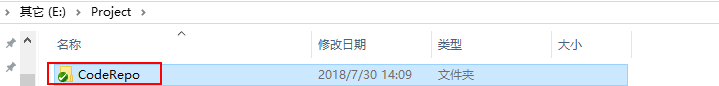 其它 (E:) > Project >
名称 修改日期 类型 大小
CodeRepo 2018/7/30 14:09 文件夹